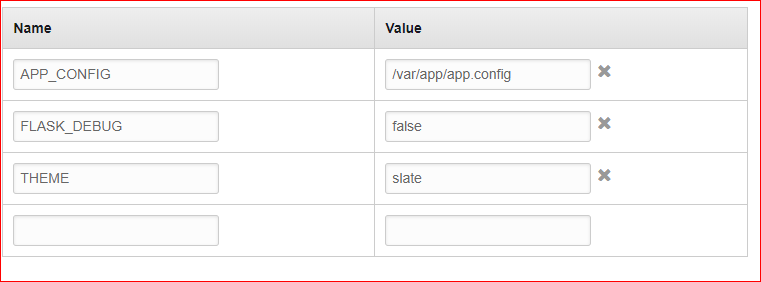 Name Value
APP_CONFIG /var/app/app.config
FLASK_DEBUG false
THEME slate